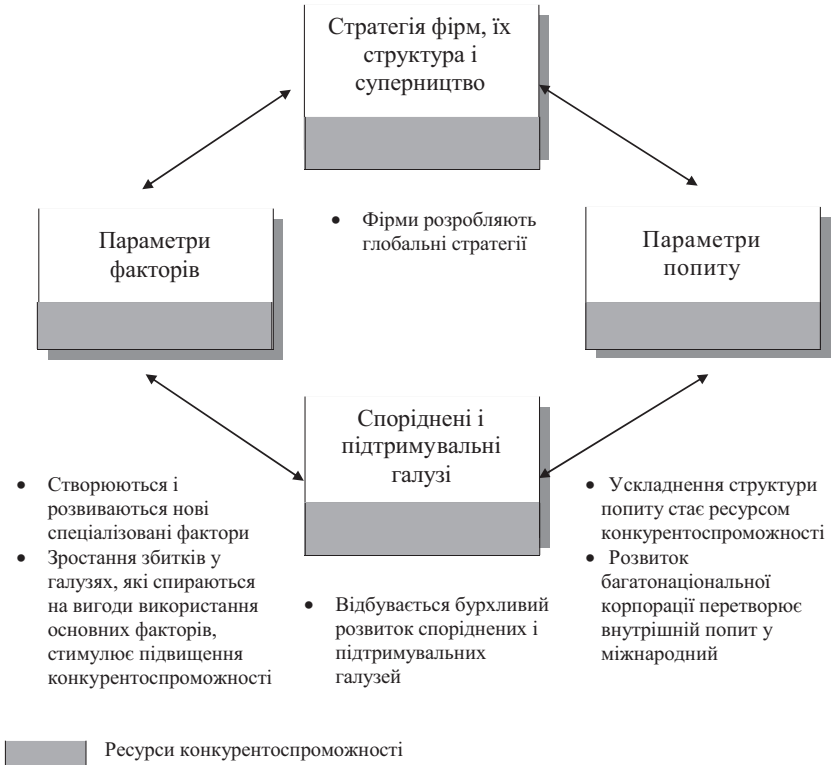 Стратегія фірм, їх
структура і
суперництво
Параметри
факторів
• Фірми розробляють
глобальні стратегії
Параметри
попиту
Споріднені і
підтримувальні
галузі
• Створюються і
розвиваються нові
спеціалізовані фактори
• Зростання збитків у
галузях, які спираються
на вигоди використання
основних факторів,
стимулює підвищення
конкурентоспроможності
• Відбувається бурхливий
розвиток споріднених і
підтримувальних
галузей
• Ускладнення структури
попиту стає ресурсом
конкурентоспроможності
• Розвиток
багатонаціональної
корпорації перетворює
внутрішній попит у
міжнародний
Ресурси конкурентоспроможності